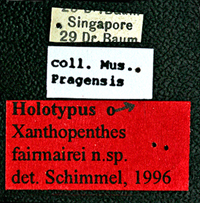 Singapore
29 Dr. Baum
coll. Mus.,
Pragensis
Holotypus ♂
Xanthopenthes
fairmairei n.sp.
det. Schimmel, 1996